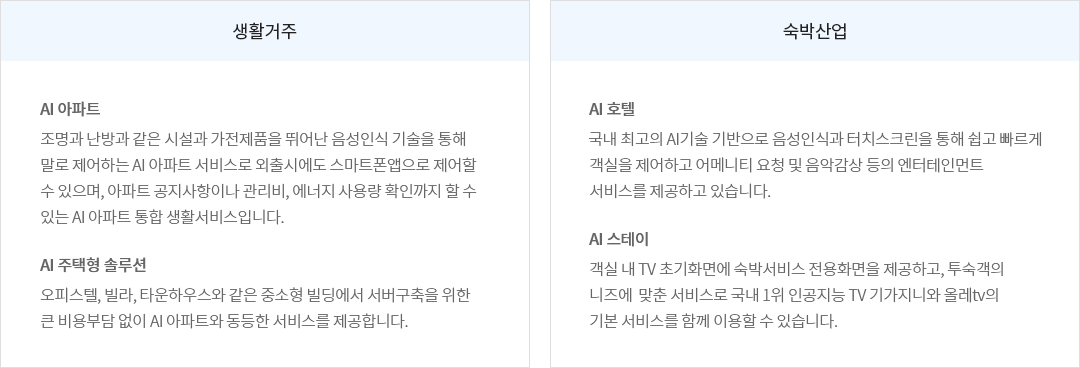 생활거주
AI 아파트
조명과 난방과 같은 시설과 가전제품을 뛰어난 음성인식 기술을 통해
말로 제어하는 AI 아파트 서비스로 외출시에도 스마트폰앱으로 제어할
수 있으며, 아파트 공지사항이나 관리비, 에너지 사용량 확인까지 할 수
있는 AI 아파트 통합 생활서비스입니다.
AI 주택형 솔루션
오피스텔, 빌라, 타운하우스와 같은 중소형 빌딩에서 서버구축을 위한
큰 비용부담 없이 AI 아파트와 동등한 서비스를 제공합니다.
숙박산업
AI 호텔
국내 최고의 AI기술 기반으로 음성인식과 터치스크린을 통해 쉽고 빠르게
객실을 제어하고 어메니티 요청 및 음악감상 등의 엔터테인먼트
서비스를 제공하고 있습니다.
AI 스테이
객실 내 TV 초기화면에 숙박서비스 전용화면을 제공하고, 투숙객의
니즈에 맞춘 서비스로 국내 1위 인공지능 TV 기가지니와 올레tv의
기본 서비스를 함께 이용할 수 있습니다.